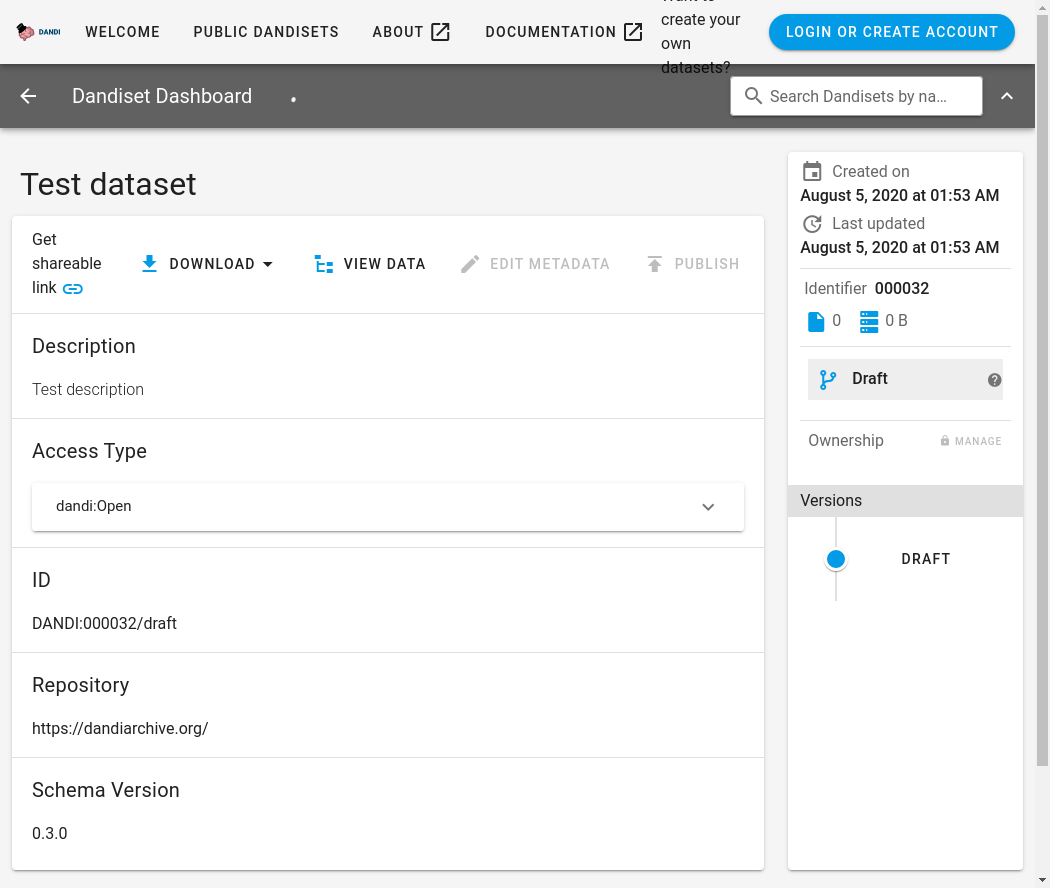 DANDI
WELCOME
PUBLIC DANDISETS
ABOUT
DOCUMENTATION
create your
own
datasets?
LOGIN OR CREATE ACCOUNT
Dandiset Dashboard
Search Dandisets by na...
Test dataset
Get
shareable
link
DOWNLOAD
VIEW DATA
EDIT METADATA
PUBLISH
Description
Test description
Access Type
dandi:Open
ID
DANDI:000032/draft
Repository
https://dandiarchive.org/
Schema Version
0.3.0
Created on
August 5, 2020 at 01:53 AM
Last updated
August 5, 2020 at 01:53 AM
Identifier 000032
0 0 B
Draft
Ownership
MANAGE
Versions
DRAFT